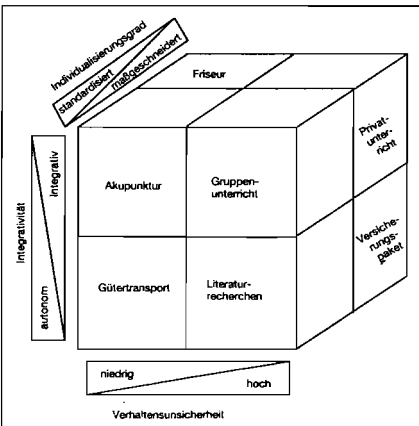 Individualisierungsgrad
standardisiert
maßgeschneidert
Friseur
Privat-
unter-
richt
Integrativität
Integrativ
autonom
Akupunktur
Gruppen-
unterricht
Versiche-
rungs-
paket
Gütertransport
Literatur-
recherchen
niedrig
hoch
Verhaltensunsicherheit